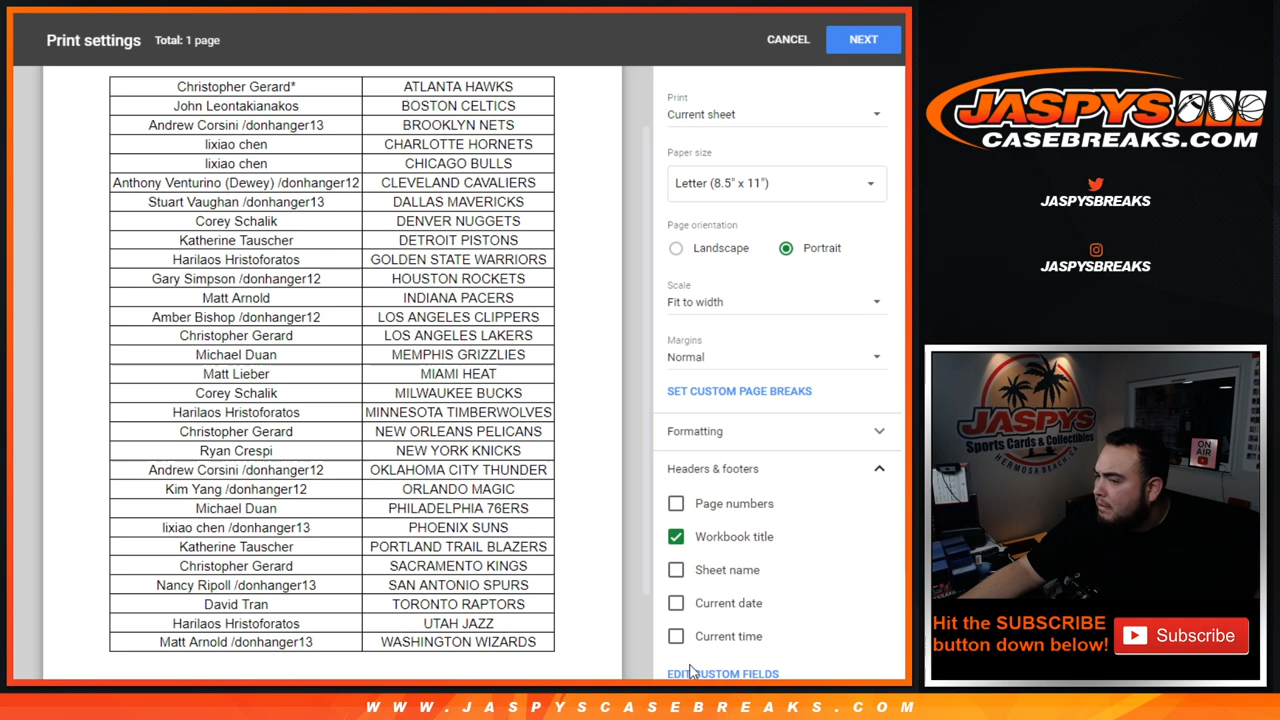 Print settings Total: 1 page CANCEL NEXT
Christopher Gerard* ATLANTA HAWKS
John Leontakianakos BOSTON CELTICS
Andrew Corsini /donhanger13 BROOKLYN NETS
lixiao chen CHARLOTTE HORNETS
lixiao chen CHICAGO BULLS
Anthony Venturino (Dewey) /donhanger12 CLEVELAND CAVALIERS
Stuart Vaughan /donhanger13 DALLAS MAVERICKS
Corey Schalik DENVER NUGGETS
Katherine Tauscher DETROIT PISTONS
Harilaos Hristoforatos GOLDEN STATE WARRIORS
Gary Simpson /donhanger12 HOUSTON ROCKETS
Matt Arnold INDIANA PACERS
Amber Bishop /donhanger12 LOS ANGELES CLIPPERS
Christopher Gerard LOS ANGELES LAKERS
Michael Duan MEMPHIS GRIZZLIES
Matt Lieber MIAMI HEAT
Corey Schalik MILWAUKEE BUCKS
Harilaos Hristoforatos MINNESOTA TIMBERWOLVES
Christopher Gerard NEW ORLEANS PELICANS
Ryan Crespi NEW YORK KNICKS
Andrew Corsini /donhanger12 OKLAHOMA CITY THUNDER
Kim Yang /donhanger12 ORLANDO MAGIC
Michael Duan PHILADELPHIA 76ERS
lixiao chen /donhanger13 PHOENIX SUNS
Katherine Tauscher PORTLAND TRAIL BLAZERS
Christopher Gerard SACRAMENTO KINGS
Nancy Ripoll /donhanger13 SAN ANTONIO SPURS
David Tran TORONTO RAPTORS
Harilaos Hristoforatos UTAH JAZZ
Matt Arnold /donhanger13 WASHINGTON WIZARDS
Print
Current sheet
Paper size
Letter (8.5" x 11")
Page orientation
Landscape Portrait
Scale
Fit to width
Margins
Normal
SET CUSTOM PAGE BREAKS
Formatting
Headers & footers
Page numbers
Workbook title
Sheet name
Current date
Current time
EDIT CUSTOM FIELDS
JASPYS
CASEBREAKS.COM
JASPYSBREAKS
JASPYSBREAKS
JASPYS
Sports Cards & Collectibles
HERMOSA BEACH, CA
ON AIR
Hit the SUBSCRIBE
button down below!
Subscribe
WWW.JASPYSCASEBREAKS.COM